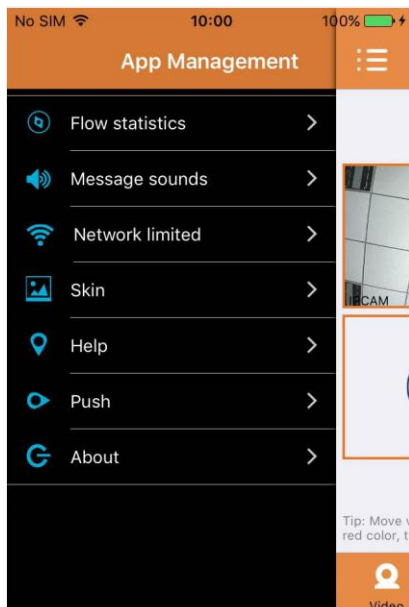 No SIM 10:00 100%
App Management
Flow statistics
Message sounds
Network limited
Skin
Help
Push
About
IPCAM
Tip: Move
red color, t
Video